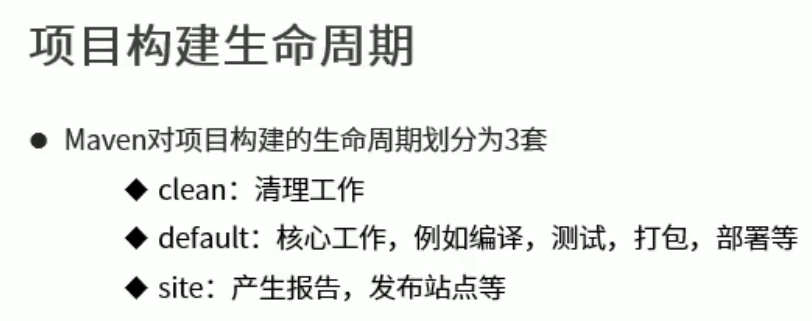 项目构建生命周期
● Maven对项目构建的生命周期划分为3套
◆ clean：清理工作
◆ default：核心工作，例如编译，测试，打包，部署等
◆ site：产生报告，发布站点等